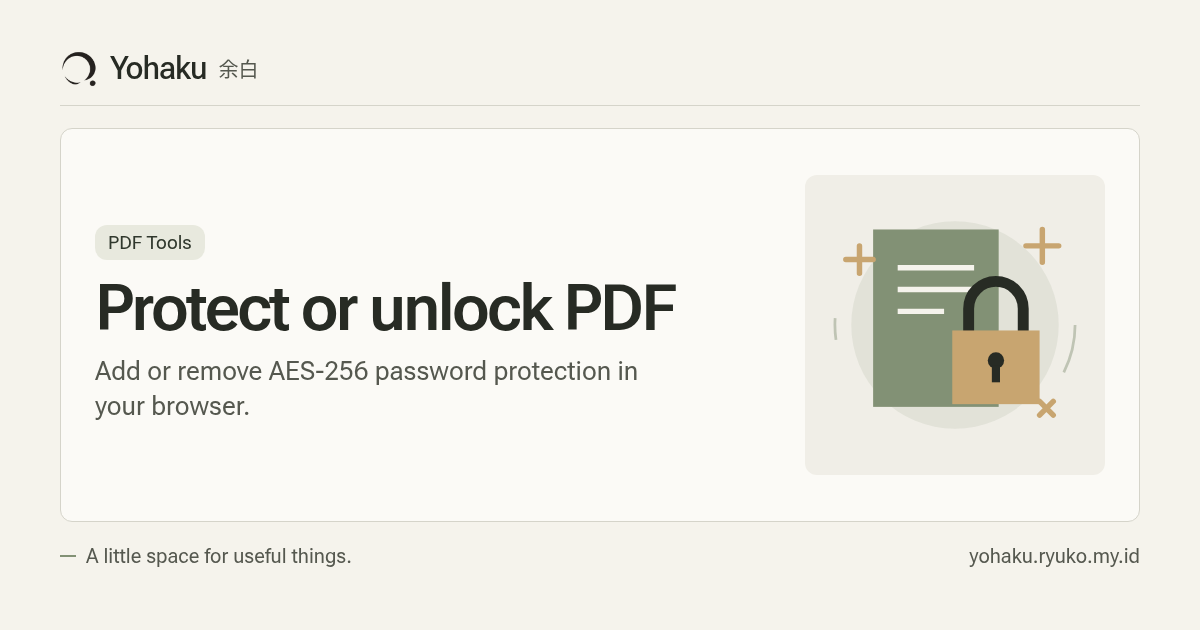 Yohaku 余白
PDF Tools
Protect or unlock PDF
Add or remove AES-256 password protection in
your browser.
— A little space for useful things.
yohaku.ryuko.my.id